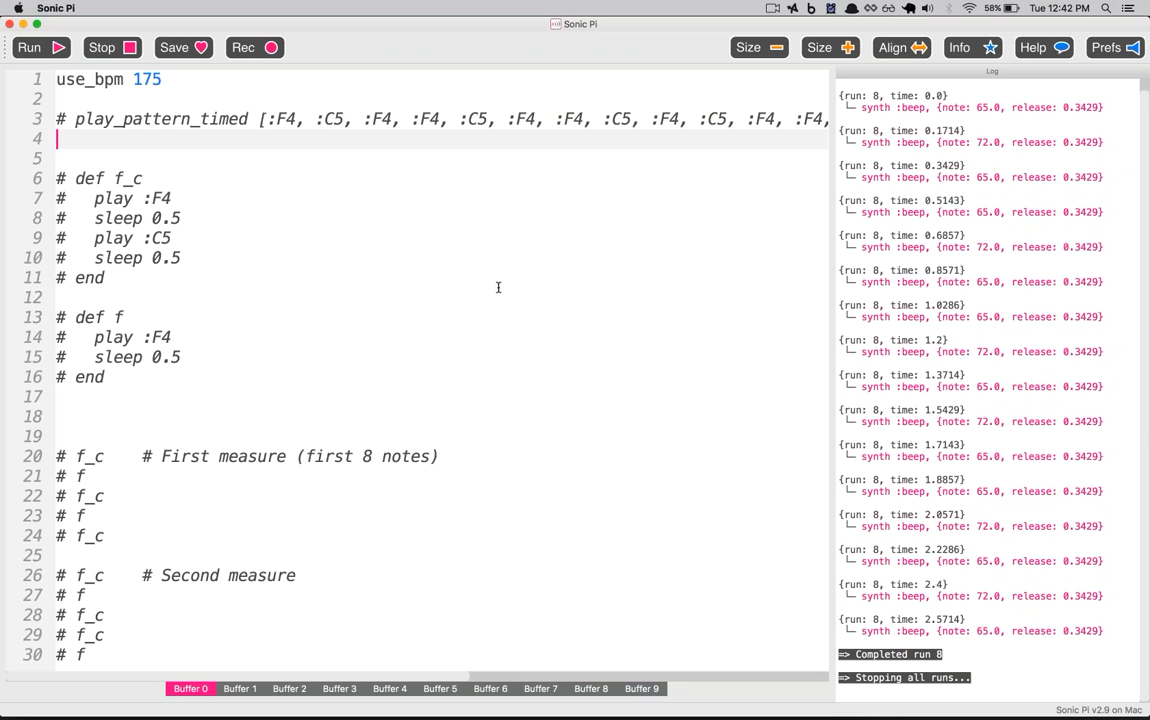 Sonic Pi
58%
Tue 12:42 PM
Sonic Pi
Run
Stop
Save
Rec
Size
Size
Align
Info
Help
Prefs
1 use_bpm 175
2
3 # play_pattern_timed [:F4, :C5, :F4, :F4, :C5, :F4, :F4, :C5, :F4, :C5, :F4, :F4,
4
5
6 # def f_c
7 #   play :F4
8 #   sleep 0.5
9 #   play :C5
10 #   sleep 0.5
11 # end
12
13 # def f
14 #   play :F4
15 #   sleep 0.5
16 # end
17
18
19
20 # f_c    # First measure (first 8 notes)
21 # f
22 # f_c
23 # f
24 # f_c
25
26 # f_c    # Second measure
27 # f
28 # f_c
29 # f_c
30 # f
Log
{run: 8, time: 0.0}
synth :beep, {note: 65.0, release: 0.3429}
{run: 8, time: 0.1714}
synth :beep, {note: 72.0, release: 0.3429}
{run: 8, time: 0.3429}
synth :beep, {note: 65.0, release: 0.3429}
{run: 8, time: 0.5143}
synth :beep, {note: 65.0, release: 0.3429}
{run: 8, time: 0.6857}
synth :beep, {note: 72.0, release: 0.3429}
{run: 8, time: 0.8571}
synth :beep, {note: 65.0, release: 0.3429}
{run: 8, time: 1.0286}
synth :beep, {note: 65.0, release: 0.3429}
{run: 8, time: 1.2}
synth :beep, {note: 72.0, release: 0.3429}
{run: 8, time: 1.3714}
synth :beep, {note: 65.0, release: 0.3429}
{run: 8, time: 1.5429}
synth :beep, {note: 72.0, release: 0.3429}
{run: 8, time: 1.7143}
synth :beep, {note: 65.0, release: 0.3429}
{run: 8, time: 1.8857}
synth :beep, {note: 65.0, release: 0.3429}
{run: 8, time: 2.0571}
synth :beep, {note: 72.0, release: 0.3429}
{run: 8, time: 2.2286}
synth :beep, {note: 65.0, release: 0.3429}
{run: 8, time: 2.4}
synth :beep, {note: 72.0, release: 0.3429}
{run: 8, time: 2.5714}
synth :beep, {note: 65.0, release: 0.3429}
=> Completed run 8
=> Stopping all runs...
Buffer 0
Buffer 1
Buffer 2
Buffer 3
Buffer 4
Buffer 5
Buffer 6
Buffer 7
Buffer 8
Buffer 9
Sonic Pi v2.9 on Mac